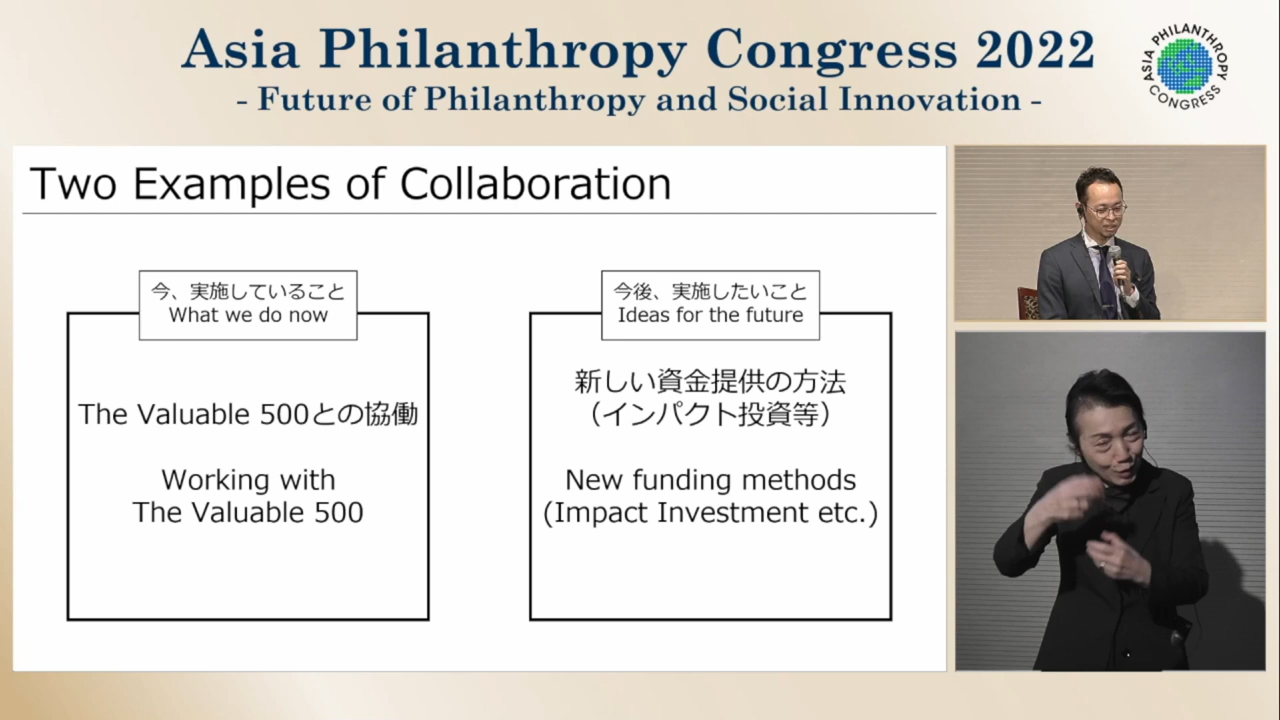 Asia Philanthropy Congress 2022
- Future of Philanthropy and Social Innovation -
ASIA PHILANTHROPY
CONGRESS
Two Examples of Collaboration
今、実施していること
What we do now
The Valuable 500との協働
Working with
The Valuable 500
今後、実施したいこと
Ideas for the future
新しい資金提供の方法
（インパクト投資等）
New funding methods
(Impact Investment etc.)